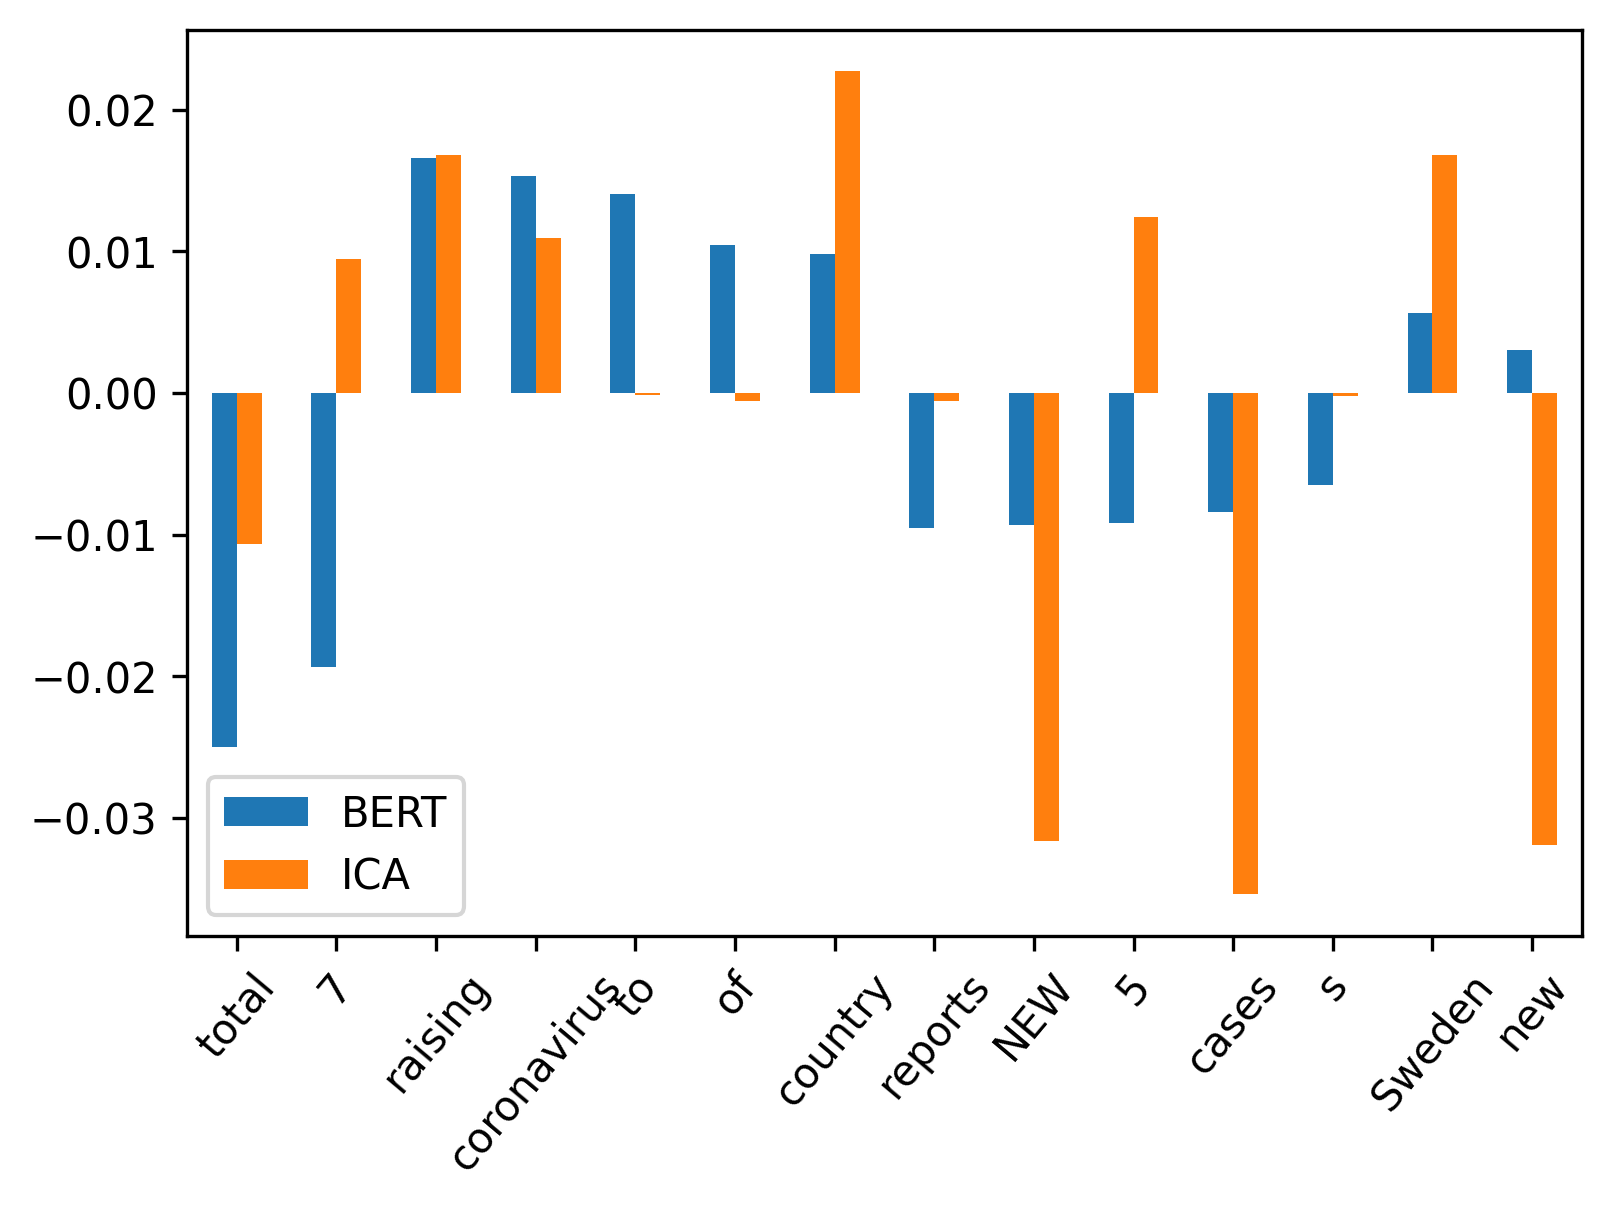 0.02
0.01
0.00
−0.01
−0.02
−0.03
BERT
ICA
total
7
raising
coronavirus
to
of
country
reports
NEW
5
cases
s
Sweden
new